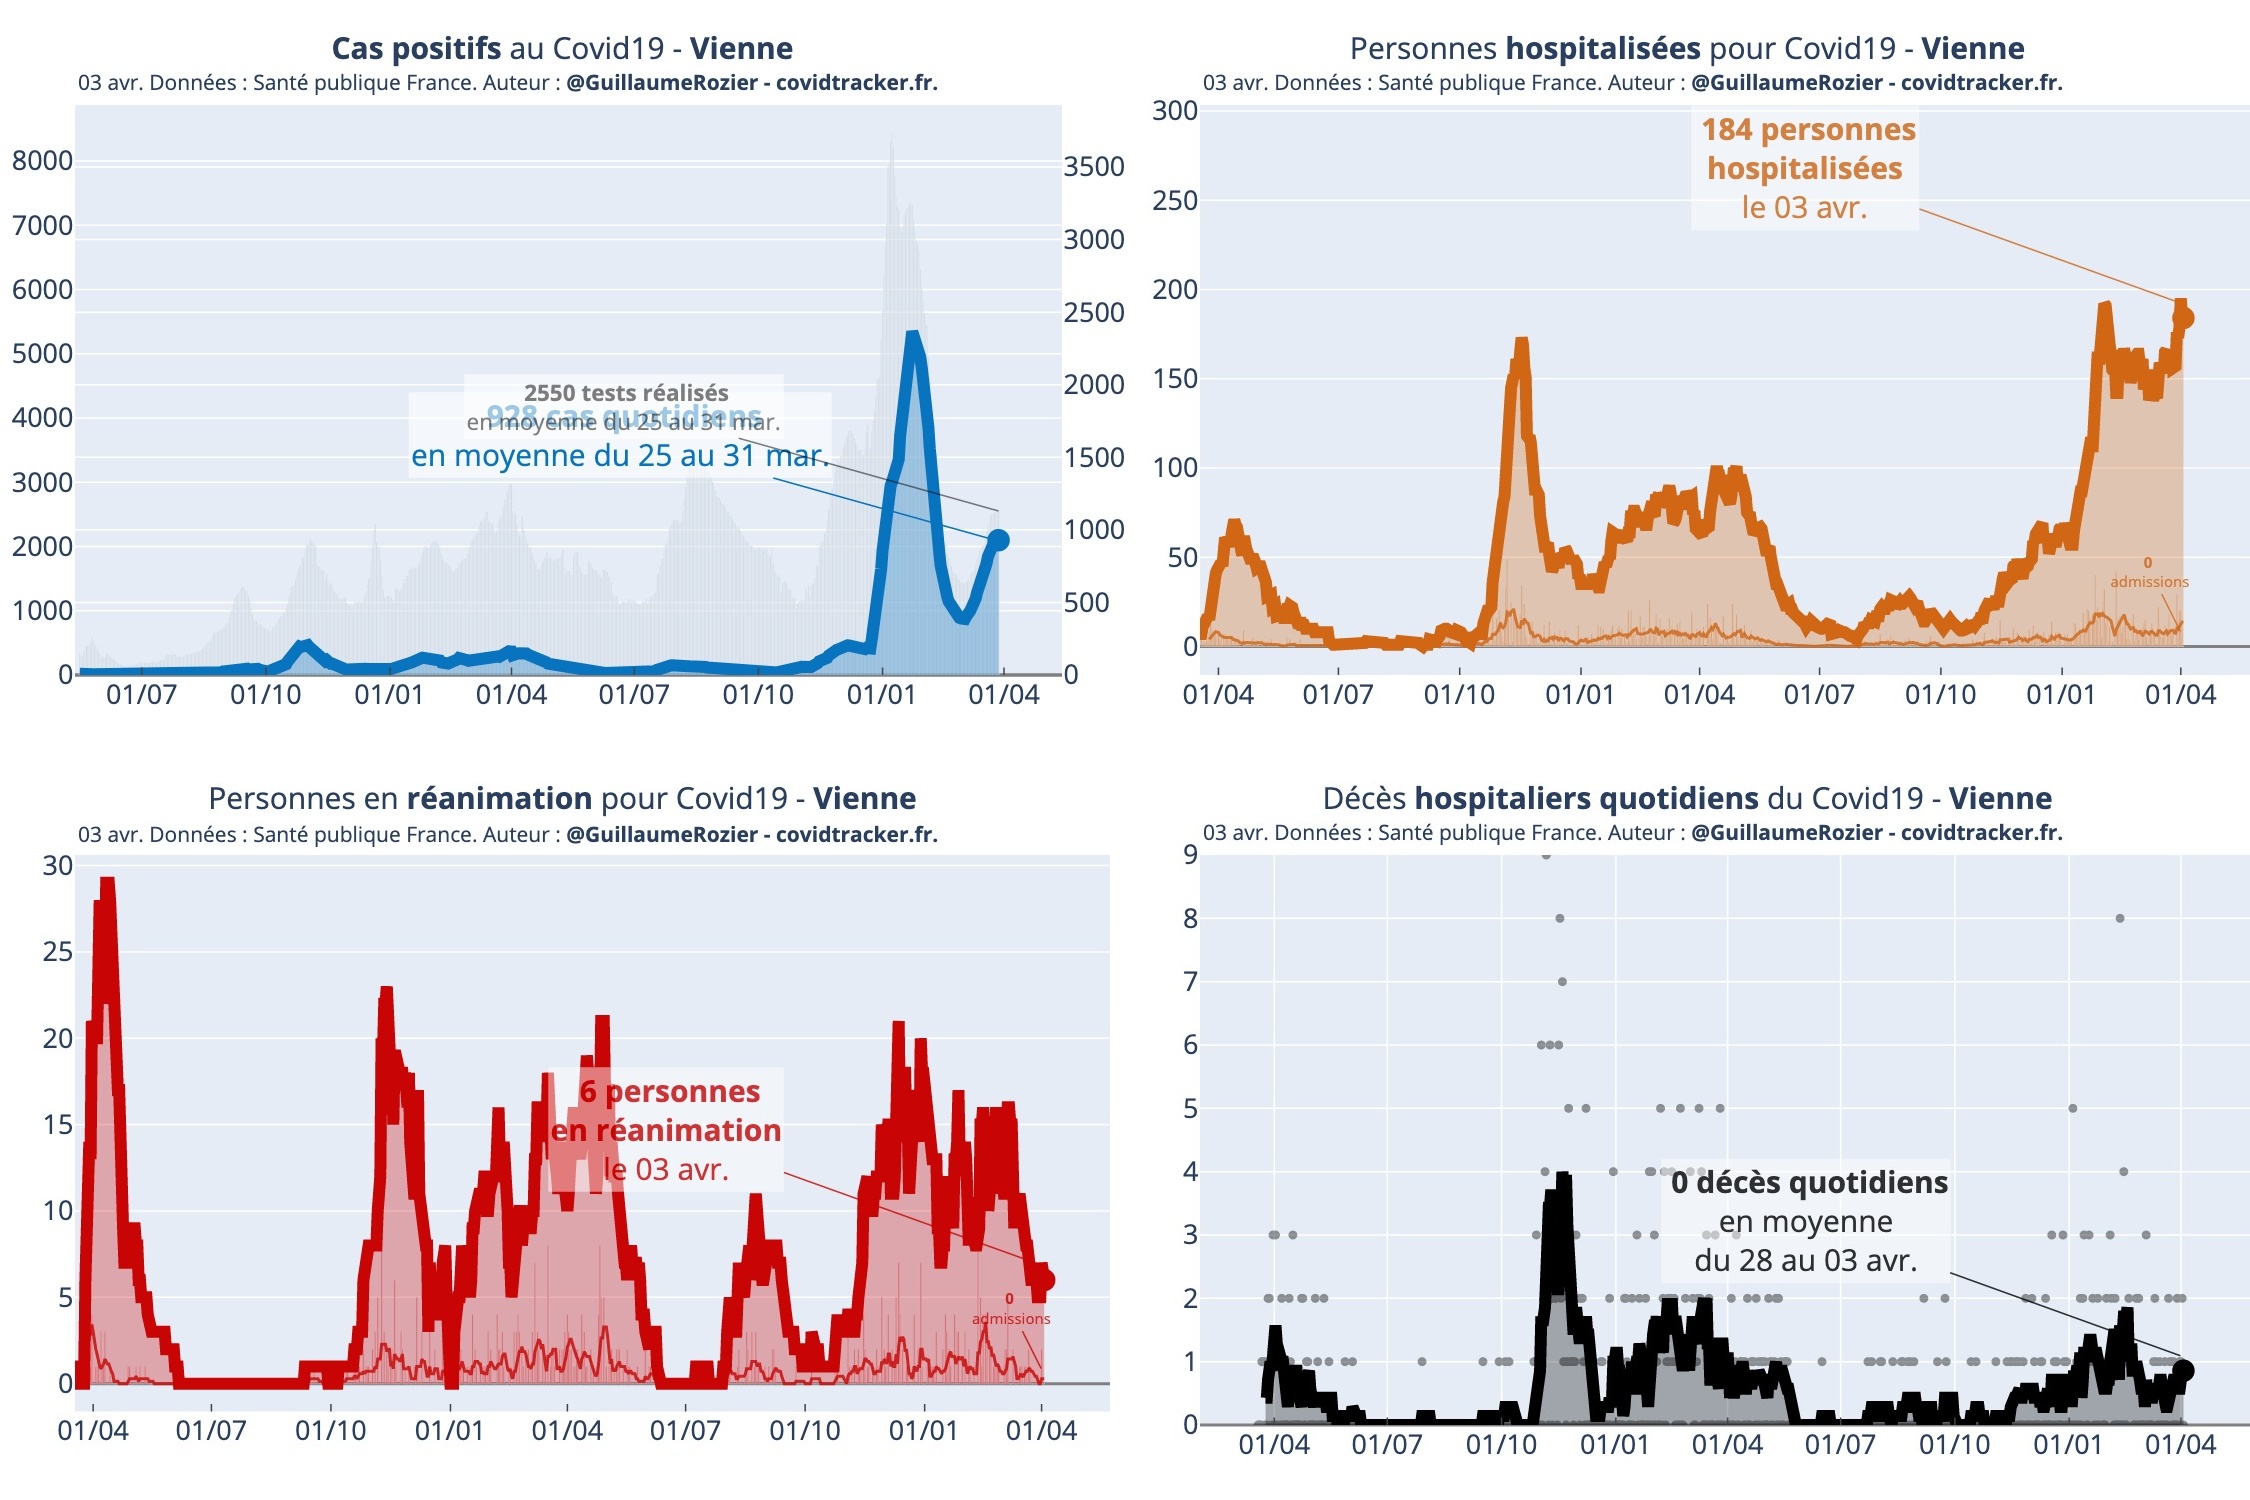 Cas positifs au Covid19 - Vienne
03 avr. Données : Santé publique France. Auteur : @GuillaumeRozier - covidtracker.fr.
8000
7000
6000
5000
4000
3000
2000
1000
0
3500
3000
2500
2000
1500
1000
500
0
2550 tests réalisés
en moyenne du 25 au 31 mar.
928 cas quotidiens
en moyenne du 25 au 31 mar.
01/07 01/10 01/01 01/04 01/07 01/10 01/01 01/04
Personnes hospitalisées pour Covid19 - Vienne
03 avr. Données : Santé publique France. Auteur : @GuillaumeRozier - covidtracker.fr.
300
250
200
150
100
50
0
184 personnes
hospitalisées
le 03 avr.
0
admissions
01/04 01/07 01/10 01/01 01/04 01/07 01/10 01/01 01/04
Personnes en réanimation pour Covid19 - Vienne
03 avr. Données : Santé publique France. Auteur : @GuillaumeRozier - covidtracker.fr.
30
25
20
15
10
5
0
6 personnes
en réanimation
le 03 avr.
0
admissions
01/04 01/07 01/10 01/01 01/04 01/07 01/10 01/01 01/04
Décès hospitaliers quotidiens du Covid19 - Vienne
03 avr. Données : Santé publique France. Auteur : @GuillaumeRozier - covidtracker.fr.
9
8
7
6
5
4
3
2
1
0
0 décès quotidiens
en moyenne
du 28 au 03 avr.
01/04 01/07 01/10 01/01 01/04 01/07 01/10 01/01 01/04